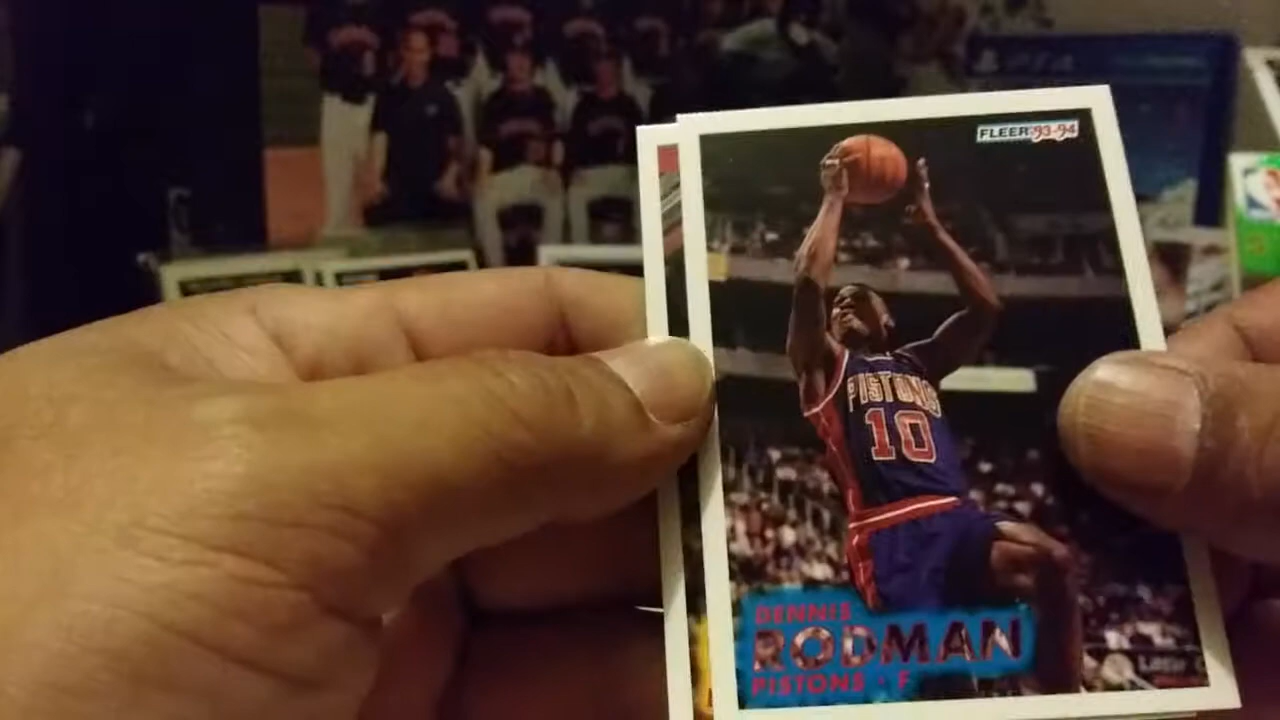 FLEER '93-94
PISTONS
10
DENNIS
RODMAN
PISTONS · F